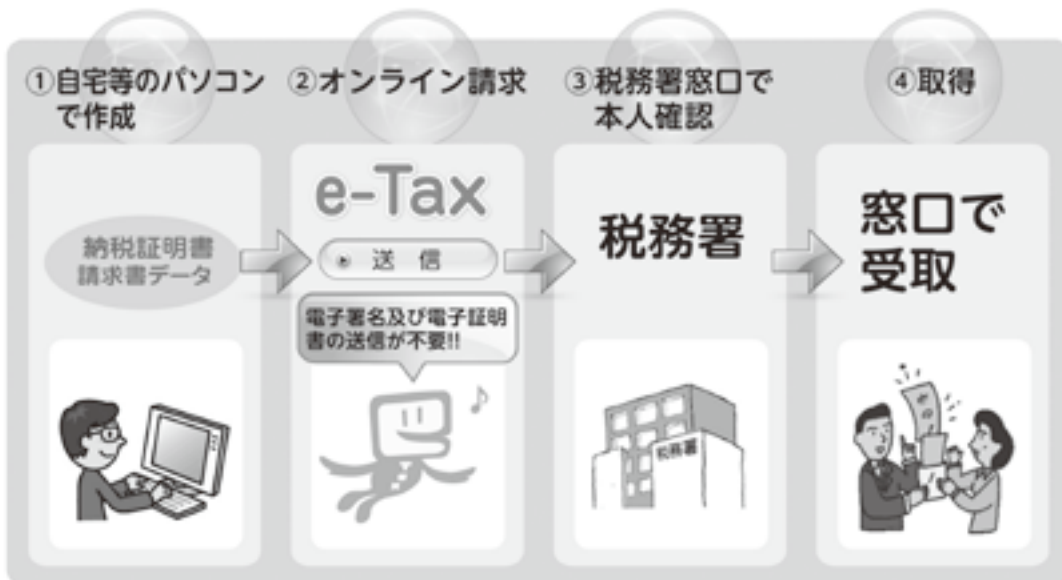 ①自宅等のパソコン
で作成
納税証明書
請求書データ
②オンライン請求
e-Tax
送信
電子署名及び電子証明
書の送信が不要!!
③税務署窓口で
本人確認
税務署
税務署
④取得
窓口で
受取